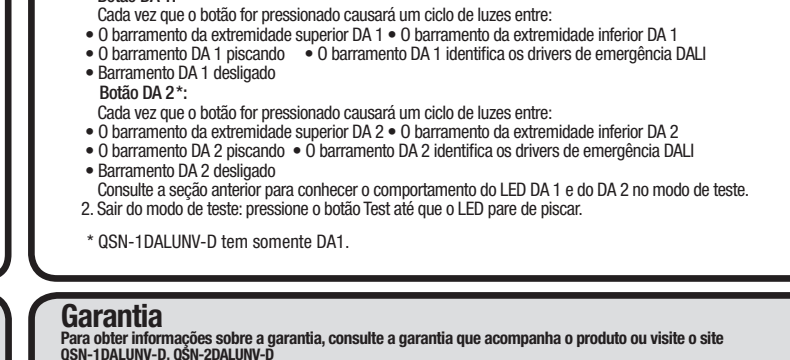 Botão DA 1:
Cada vez que o botão for pressionado causará um ciclo de luzes entre:
• O barramento da extremidade superior DA 1 • O barramento da extremidade inferior DA 1
• O barramento DA 1 piscando • O barramento DA 1 identifica os drivers de emergência DALI
• Barramento DA 1 desligado
Botão DA 2*:
Cada vez que o botão for pressionado causará um ciclo de luzes entre:
• O barramento da extremidade superior DA 2 • O barramento da extremidade inferior DA 2
• O barramento DA 2 piscando • O barramento DA 2 identifica os drivers de emergência DALI
• Barramento DA 2 desligado
Consulte a seção anterior para conhecer o comportamento do LED DA 1 e do DA 2 no modo de teste.
2. Sair do modo de teste: pressione o botão Test até que o LED pare de piscar.
* QSN-1DALUNV-D tem somente DA1.
Garantia
Para obter informações sobre a garantia, consulte a garantia que acompanha o produto ou visite o site
QSN-1DALUNV-D, QSN-2DALUNV-D